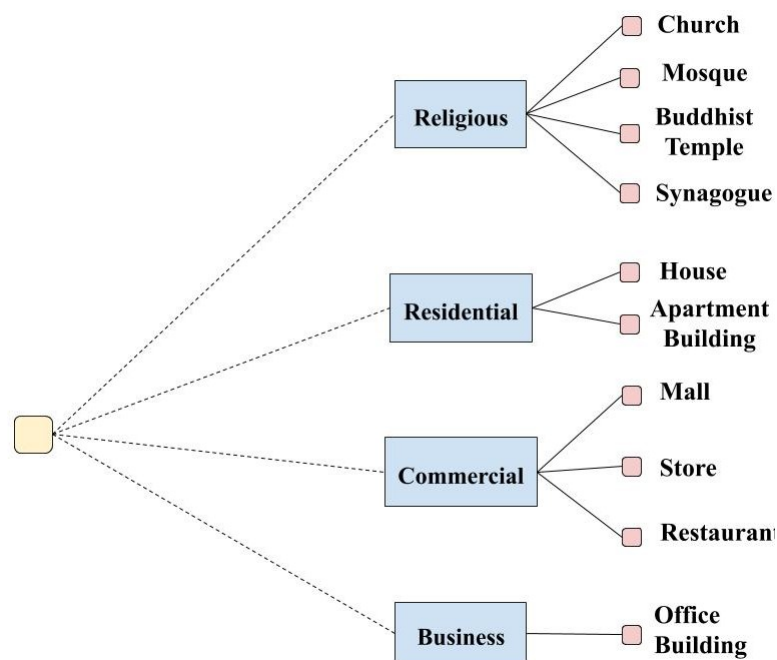 Religious
Church
Mosque
Buddhist
Temple
Synagogue
Residential
House
Apartment
Building
Commercial
Mall
Store
Restaurant
Business
Office
Building